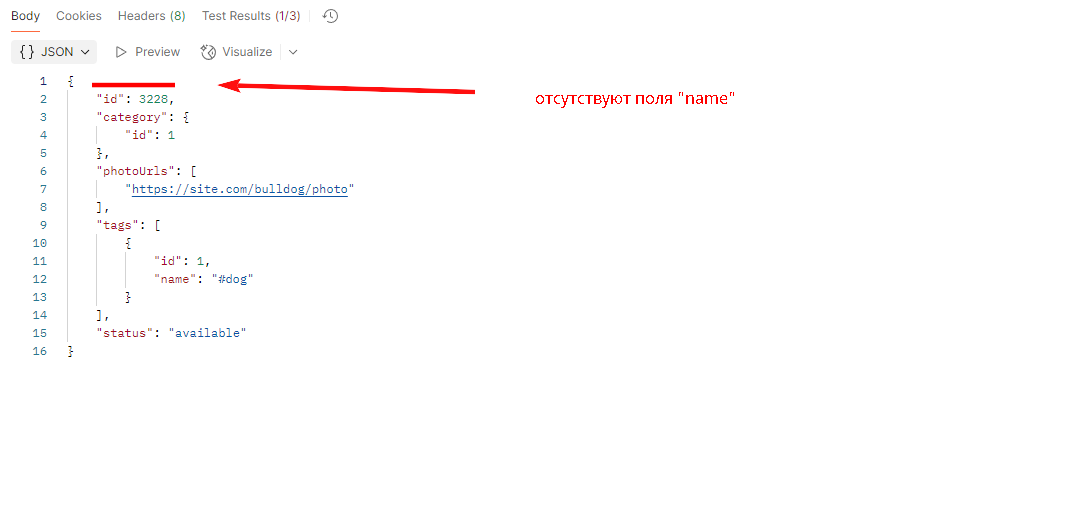 Body Cookies Headers (8) Test Results (1/3)
{} JSON Preview Visualize
1 {
2 "id": 3228,
отсутствуют поля "name"
3 "category": {
4 "id": 1
5 },
6 "photoUrls": [
7 "https://site.com/bulldog/photo"
8 ],
9 "tags": [
10 {
11 "id": 1,
12 "name": "#dog"
13 }
14 ],
15 "status": "available"
16 }